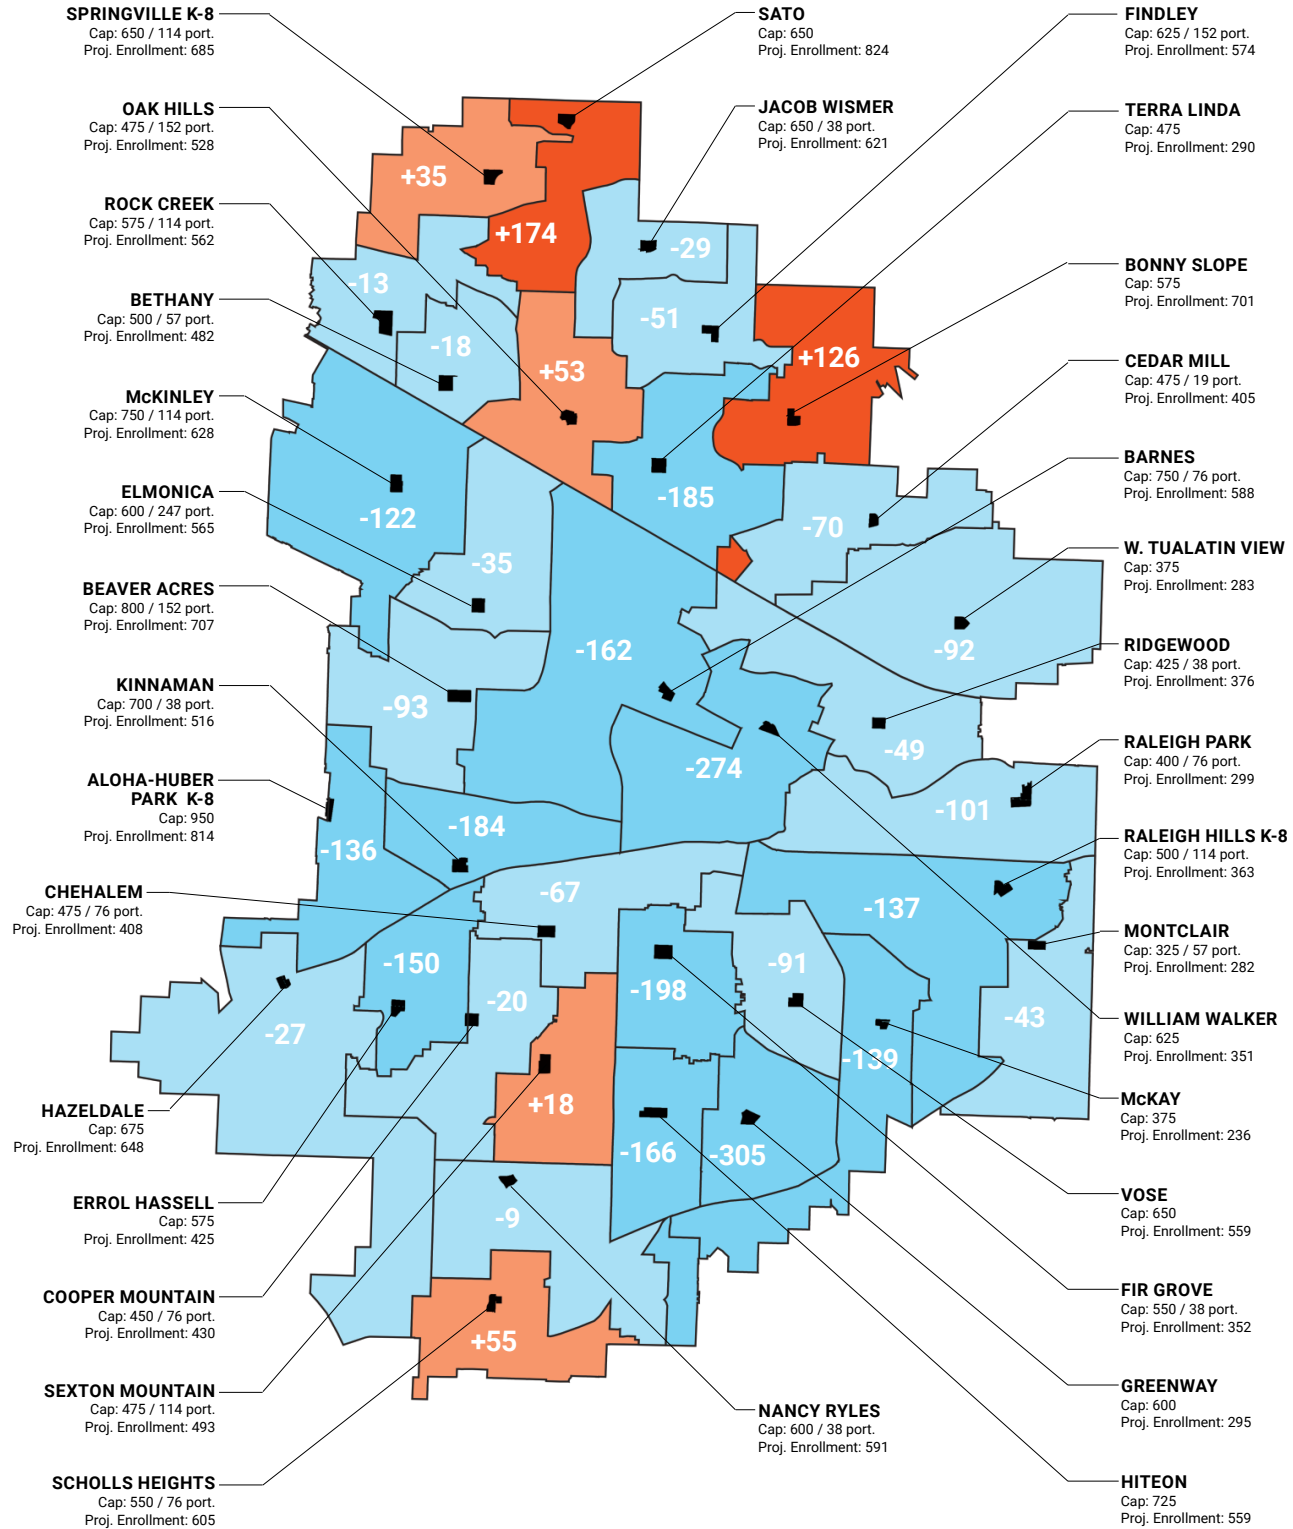 SPRINGVILLE K-8
Cap: 650 / 114 port.
Proj. Enrollment: 685
OAK HILLS
Cap: 475 / 152 port.
Proj. Enrollment: 528
ROCK CREEK
Cap: 575 / 114 port.
Proj. Enrollment: 562
BETHANY
Cap: 500 / 57 port.
Proj. Enrollment: 482
McKINLEY
Cap: 750 / 114 port.
Proj. Enrollment: 628
ELMONICA
Cap: 600 / 247 port.
Proj. Enrollment: 565
BEAVER ACRES
Cap: 800 / 152 port.
Proj. Enrollment: 707
KINNAMAN
Cap: 700 / 38 port.
Proj. Enrollment: 516
ALOHA-HUBER
PARK K-8
Cap: 950
Proj. Enrollment: 814
CHEHALEM
Cap: 475 / 76 port.
Proj. Enrollment: 408
HAZELDALE
Cap: 675
Proj. Enrollment: 648
ERROL HASSELL
Cap: 575
Proj. Enrollment: 425
COOPER MOUNTAIN
Cap: 450 / 76 port.
Proj. Enrollment: 430
SEXTON MOUNTAIN
Cap: 475 / 114 port.
Proj. Enrollment: 493
SCHOLLS HEIGHTS
Cap: 550 / 76 port.
Proj. Enrollment: 605
SATO
Cap: 650
Proj. Enrollment: 824
JACOB WISMER
Cap: 650 / 38 port.
Proj. Enrollment: 621
+35
+174
-29
-13
-51
-18
+53
+126
-185
-122
-70
-35
-162
-92
-93
-49
-274
-101
-184
-136
-67
-137
-150
-91
-198
-20
-27
-43
-139
+18
-166
-305
-9
+55
NANCY RYLES
Cap: 600 / 38 port.
Proj. Enrollment: 591
FINDLEY
Cap: 625 / 152 port.
Proj. Enrollment: 574
TERRA LINDA
Cap: 475
Proj. Enrollment: 290
BONNY SLOPE
Cap: 575
Proj. Enrollment: 701
CEDAR MILL
Cap: 475 / 19 port.
Proj. Enrollment: 405
BARNES
Cap: 750 / 76 port.
Proj. Enrollment: 588
W. TUALATIN VIEW
Cap: 375
Proj. Enrollment: 283
RIDGEWOOD
Cap: 425 / 38 port.
Proj. Enrollment: 376
RALEIGH PARK
Cap: 400 / 76 port.
Proj. Enrollment: 299
RALEIGH HILLS K-8
Cap: 500 / 114 port.
Proj. Enrollment: 363
MONTCLAIR
Cap: 325 / 57 port.
Proj. Enrollment: 282
WILLIAM WALKER
Cap: 625
Proj. Enrollment: 351
McKAY
Cap: 375
Proj. Enrollment: 236
VOSE
Cap: 650
Proj. Enrollment: 559
FIR GROVE
Cap: 550 / 38 port.
Proj. Enrollment: 352
GREENWAY
Cap: 600
Proj. Enrollment: 295
HITEON
Cap: 725
Proj. Enrollment: 559